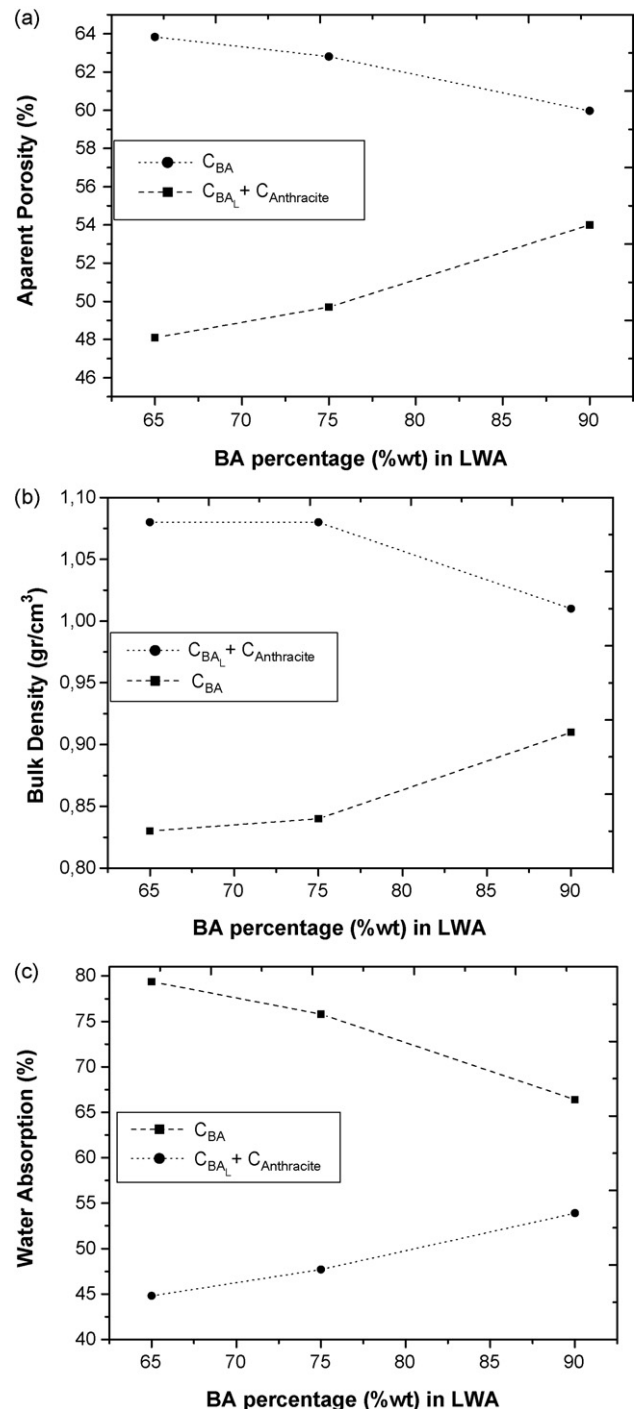 (a)
64
62
60
58
56
54
52
50
48
46
Aparent Porosity (%)
C_BA
C_BA_L + C_Anthracite
65 70 75 80 85 90
BA percentage (%wt) in LWA
(b)
1,10
1,05
1,00
0,95
0,90
0,85
0,80
Bulk Density (gr/cm³)
C_BA_L + C_Anthracite
C_BA
65 70 75 80 85 90
BA percentage (%wt) in LWA
(c)
80
75
70
65
60
55
50
45
40
Water Absorption (%)
C_BA
C_BA_L + C_Anthracite
65 70 75 80 85 90
BA percentage (%wt) in LWA